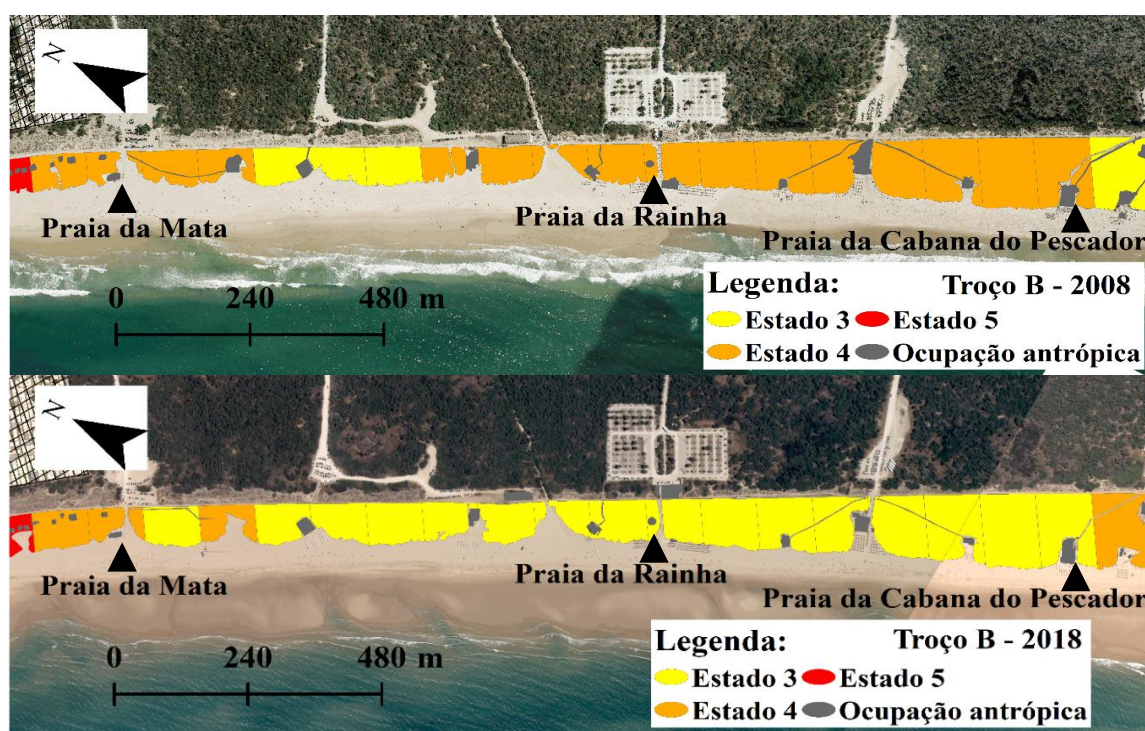 N
Praia da Mata
Praia da Rainha
Praia da Cabana do Pescador
0 240 480 m
Legenda: Troço B - 2008
Estado 3 Estado 5
Estado 4 Ocupação antrópica
N
Praia da Mata
Praia da Rainha
Praia da Cabana do Pescador
0 240 480 m
Legenda: Troço B - 2018
Estado 3 Estado 5
Estado 4 Ocupação antrópica